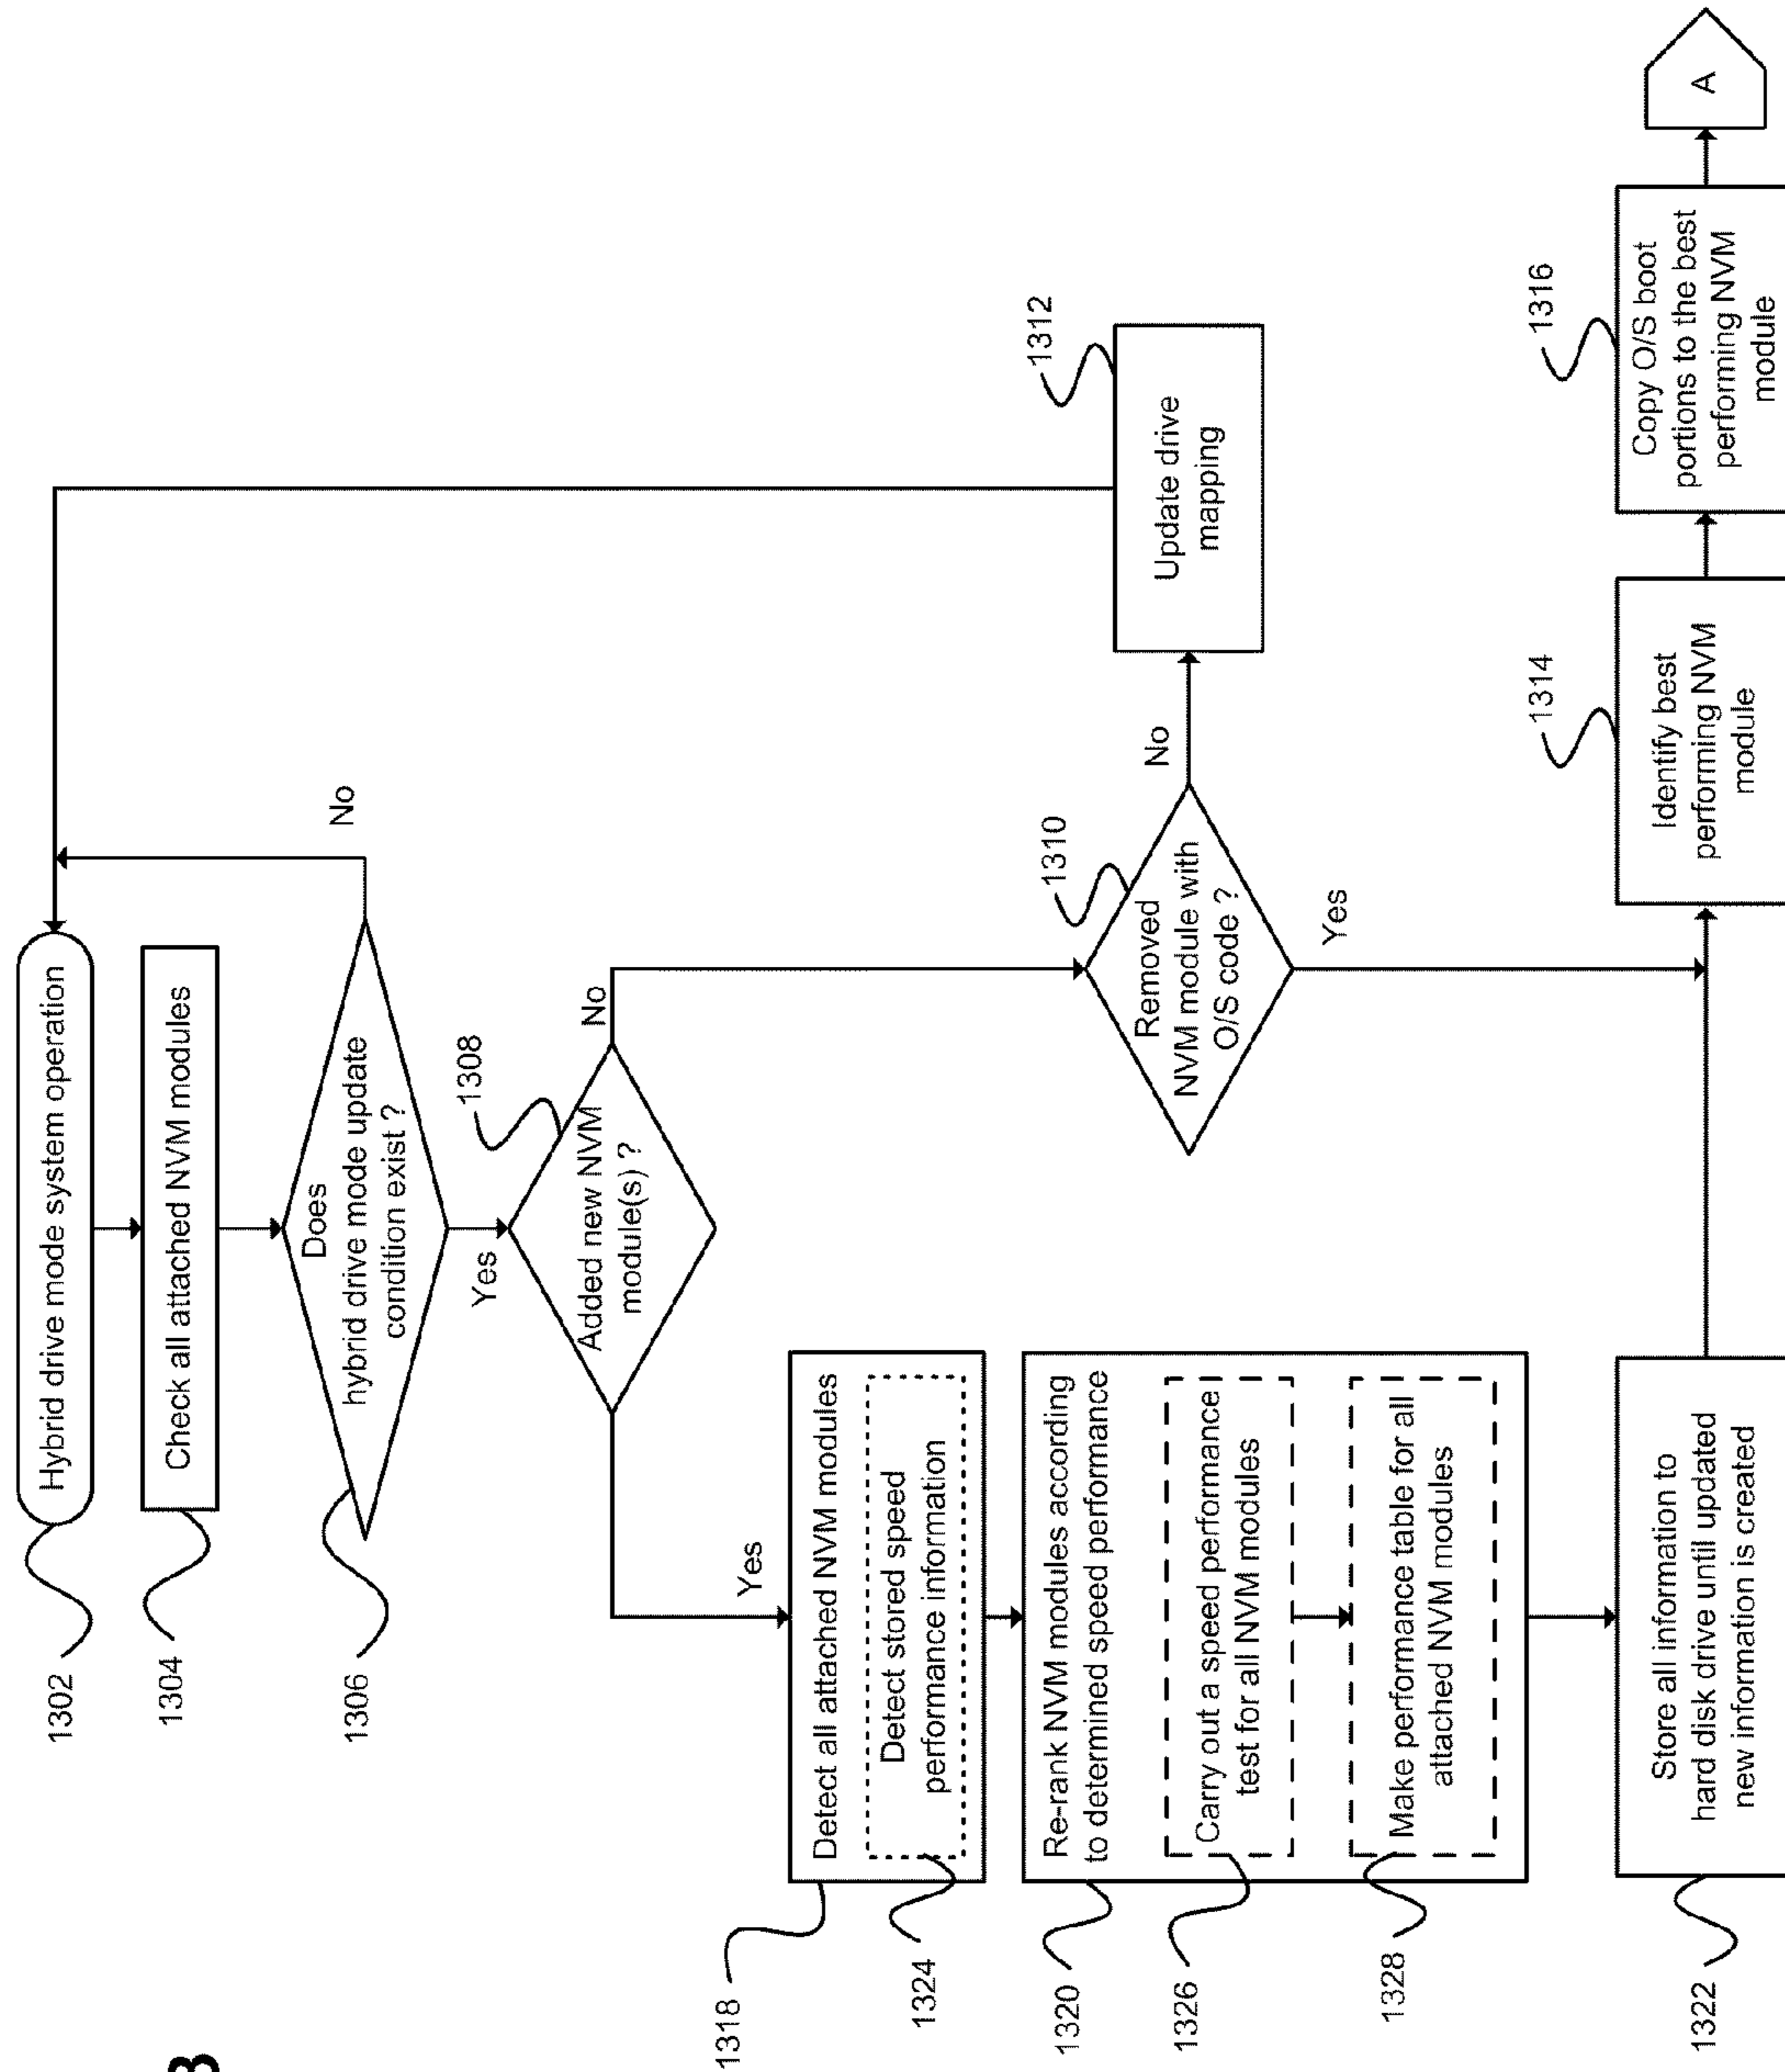 1302
Hybrid drive mode system operation
1304
Check all attached NVM modules
1306
Does
hybrid drive mode update
condition exist ?
No
Yes
1308
Added new NVM
module(s) ?
No
Yes
1310
Removed
NVM module with
O/S code ?
No
Yes
1312
Update drive
mapping
1318
Detect all attached NVM modules
1324
Detect stored speed
performance information
1320
Re-rank NVM modules according
to determined speed performance
1326
Carry out a speed performance
test for all NVM modules
1328
Make performance table for all
attached NVM modules
1322
Store all information to
hard disk drive until updated
new information is created
1314
Identify best
performing NVM
module
1316
Copy O/S boot
portions to the best
performing NVM
module
A